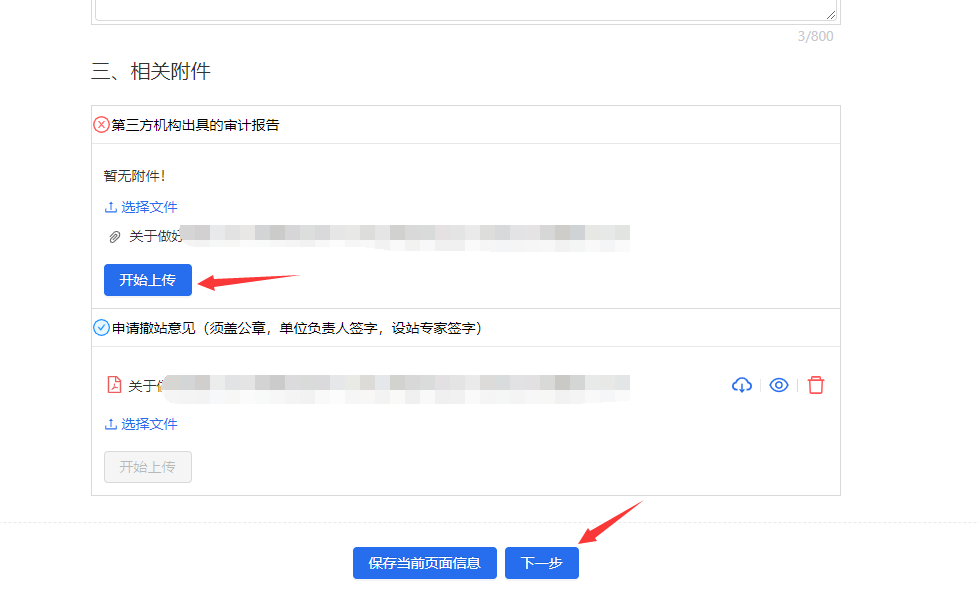 3/800
三、相关附件
第三方机构出具的审计报告
暂无附件!
选择文件
关于做好
开始上传
申请撤站意见（须盖公章，单位负责人签字，设站专家签字）
关于
选择文件
开始上传
保存当前页面信息 下一步